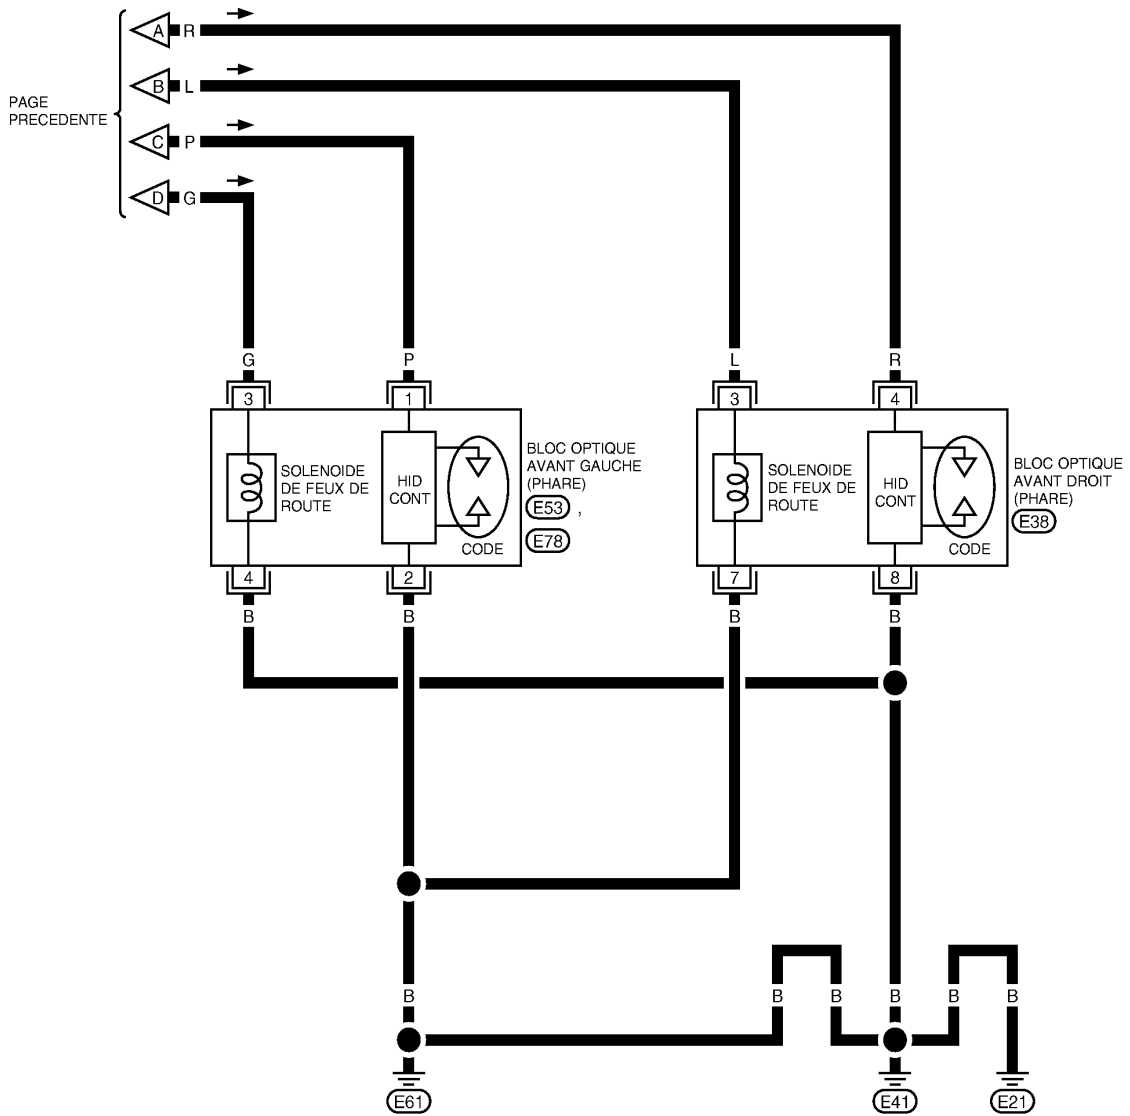 A R
B L
PAGE
PRECEDENTE
C P
D G
G P L R
3 1 3 4
SOLENOIDE
DE FEUX DE
ROUTE
HID
CONT
CODE
BLOC OPTIQUE
AVANT GAUCHE
(PHARE)
E53 ,
E78
SOLENOIDE
DE FEUX DE
ROUTE
HID
CONT
CODE
BLOC OPTIQUE
AVANT DROIT
(PHARE)
E38
4 2 7 8
B B B B
B B B B B B
E61 E41 E21